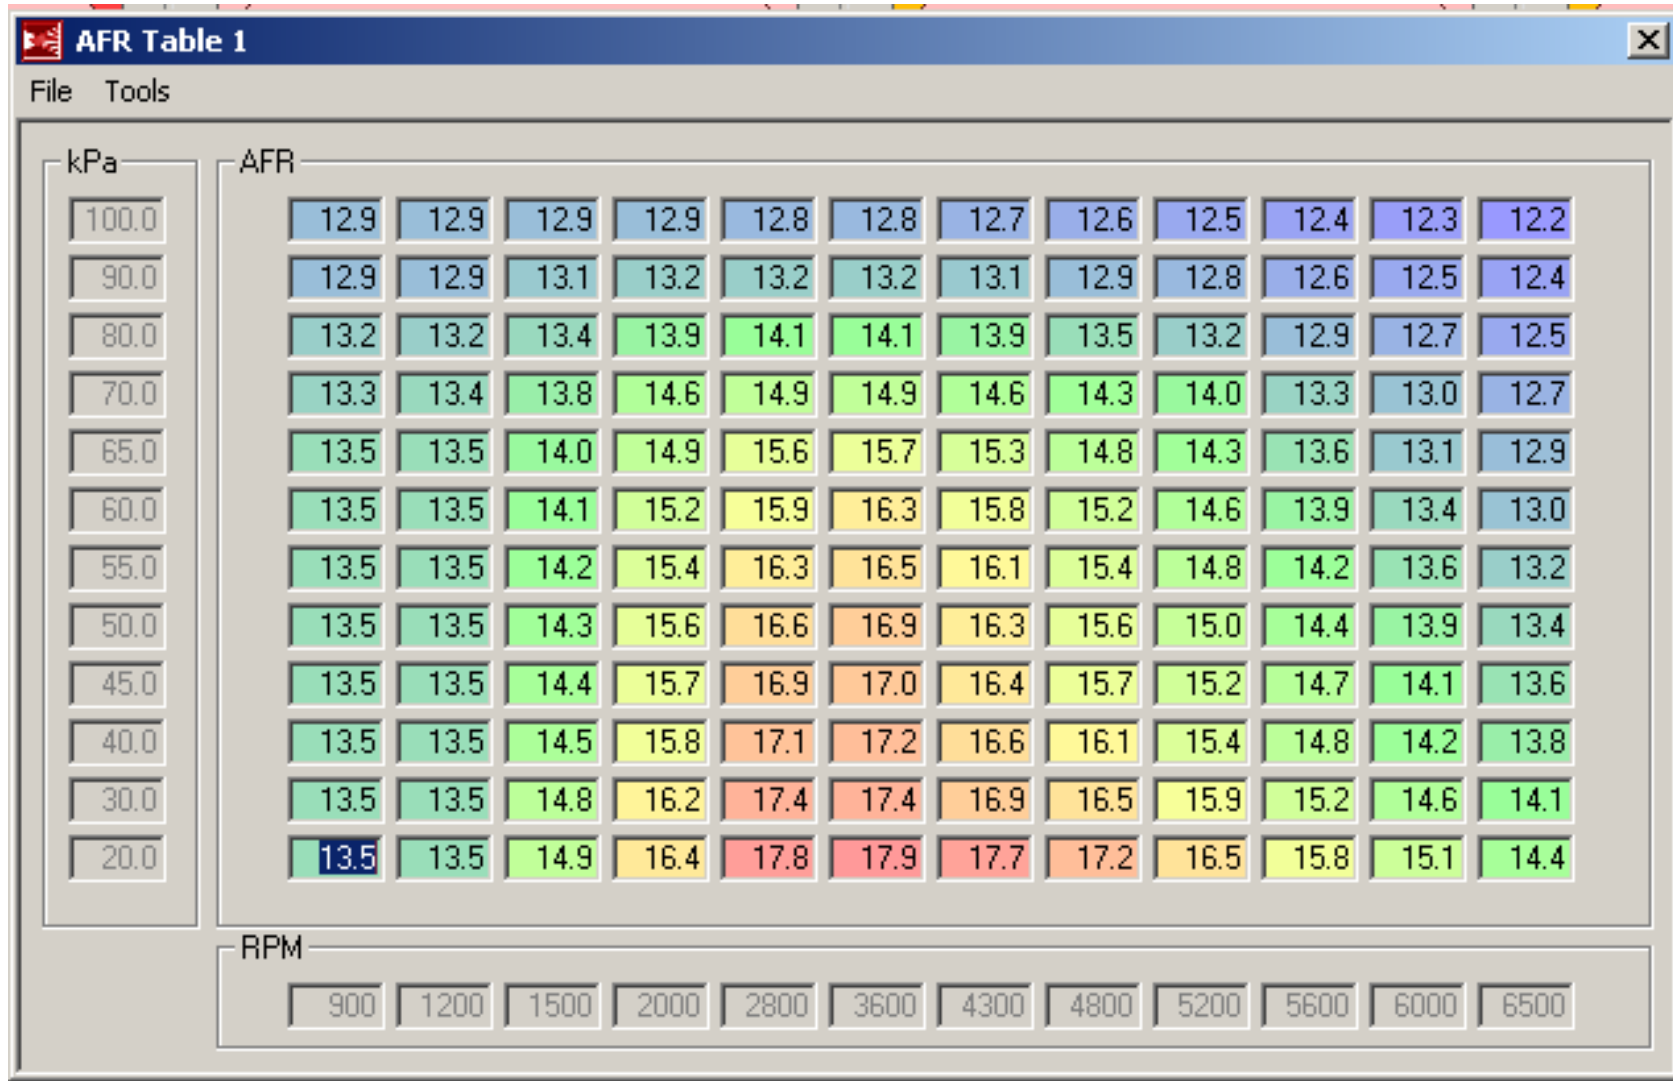 AFR Table 1
File Tools
kPa AFR
100.0 12.9 12.9 12.9 12.9 12.8 12.8 12.7 12.6 12.5 12.4 12.3 12.2
90.0 12.9 12.9 13.1 13.2 13.2 13.2 13.1 12.9 12.8 12.6 12.5 12.4
80.0 13.2 13.2 13.4 13.9 14.1 14.1 13.9 13.5 13.2 12.9 12.7 12.5
70.0 13.3 13.4 13.8 14.6 14.9 14.9 14.6 14.3 14.0 13.3 13.0 12.7
65.0 13.5 13.5 14.0 14.9 15.6 15.7 15.3 14.8 14.3 13.6 13.1 12.9
60.0 13.5 13.5 14.1 15.2 15.9 16.3 15.8 15.2 14.6 13.9 13.4 13.0
55.0 13.5 13.5 14.2 15.4 16.3 16.5 16.1 15.4 14.8 14.2 13.6 13.2
50.0 13.5 13.5 14.3 15.6 16.6 16.9 16.3 15.6 15.0 14.4 13.9 13.4
45.0 13.5 13.5 14.4 15.7 16.9 17.0 16.4 15.7 15.2 14.7 14.1 13.6
40.0 13.5 13.5 14.5 15.8 17.1 17.2 16.6 16.1 15.4 14.8 14.2 13.8
30.0 13.5 13.5 14.8 16.2 17.4 17.4 16.9 16.5 15.9 15.2 14.6 14.1
20.0 13.5 13.5 14.9 16.4 17.8 17.9 17.7 17.2 16.5 15.8 15.1 14.4
RPM
900 1200 1500 2000 2800 3600 4300 4800 5200 5600 6000 6500